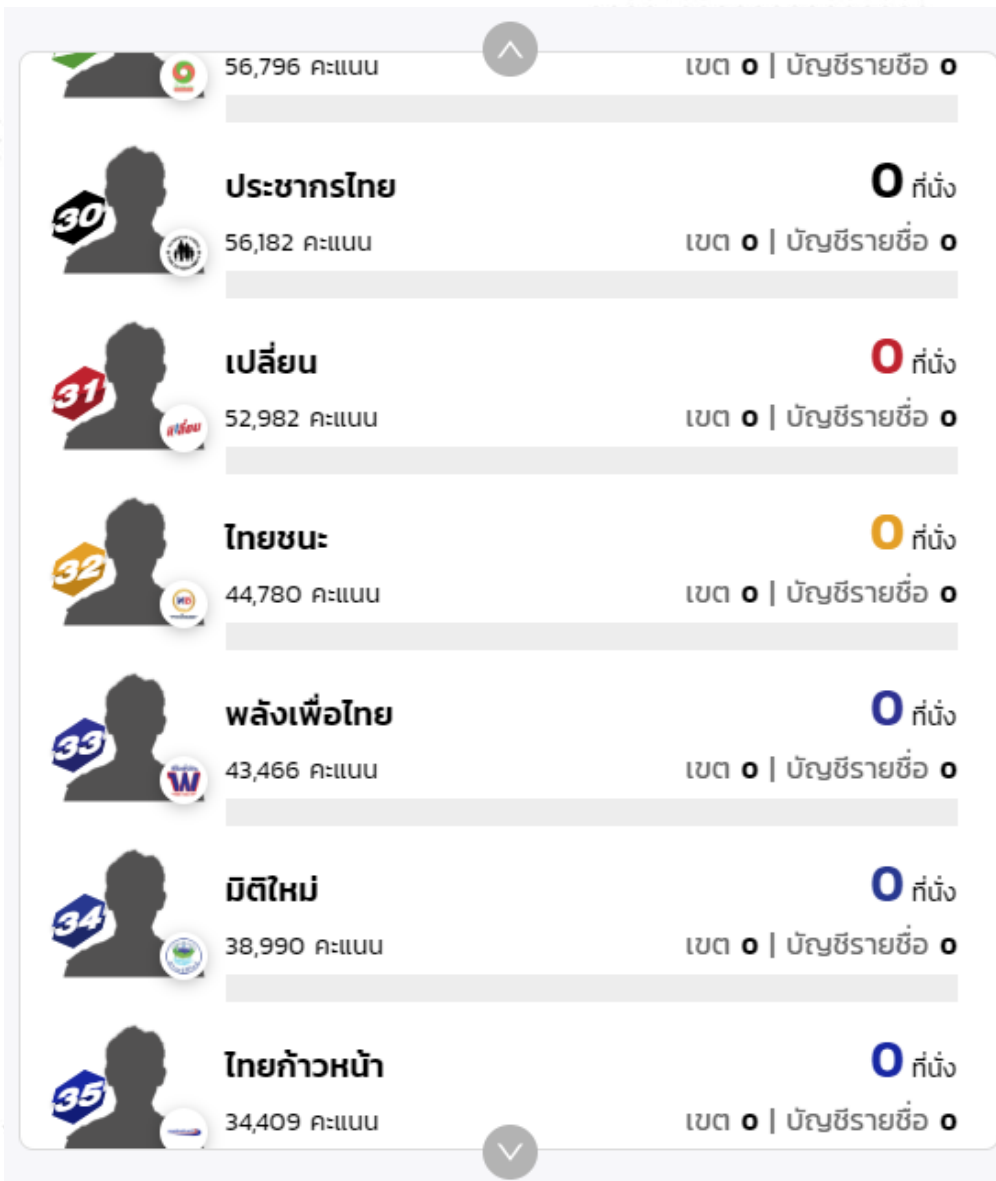 56,796 คะแนน เขต 0 | บัญชีรายชื่อ 0
30 ประชากรไทย 0 ที่นั่ง
56,182 คะแนน เขต 0 | บัญชีรายชื่อ 0
31 เปลี่ยน 0 ที่นั่ง
เปลี่ยน
52,982 คะแนน เขต 0 | บัญชีรายชื่อ 0
32 ไทยชนะ 0 ที่นั่ง
44,780 คะแนน เขต 0 | บัญชีรายชื่อ 0
33 พลังเพื่อไทย 0 ที่นั่ง
43,466 คะแนน เขต 0 | บัญชีรายชื่อ 0
34 มิติใหม่ 0 ที่นั่ง
38,990 คะแนน เขต 0 | บัญชีรายชื่อ 0
35 ไทยก้าวหน้า 0 ที่นั่ง
34,409 คะแนน เขต 0 | บัญชีรายชื่อ 0